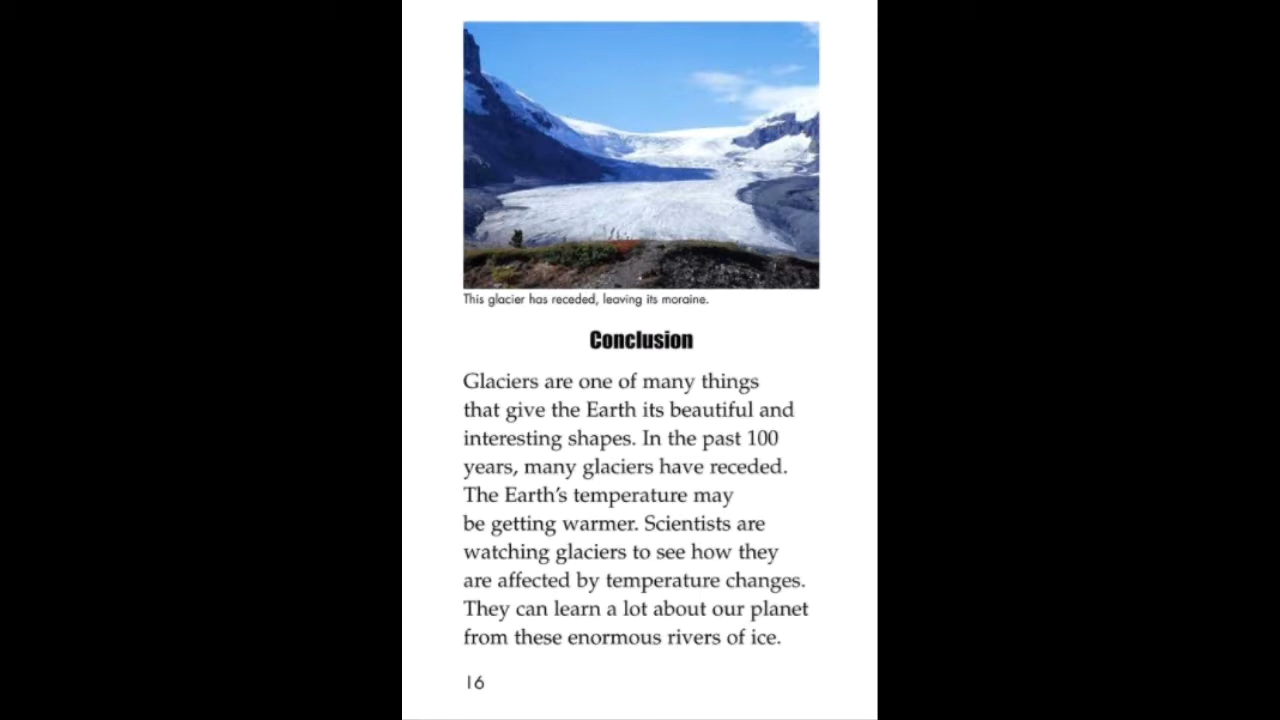 This glacier has receded, leaving its moraine.
Conclusion
Glaciers are one of many things
that give the Earth its beautiful and
interesting shapes. In the past 100
years, many glaciers have receded.
The Earth's temperature may
be getting warmer. Scientists are
watching glaciers to see how they
are affected by temperature changes.
They can learn a lot about our planet
from these enormous rivers of ice.
16